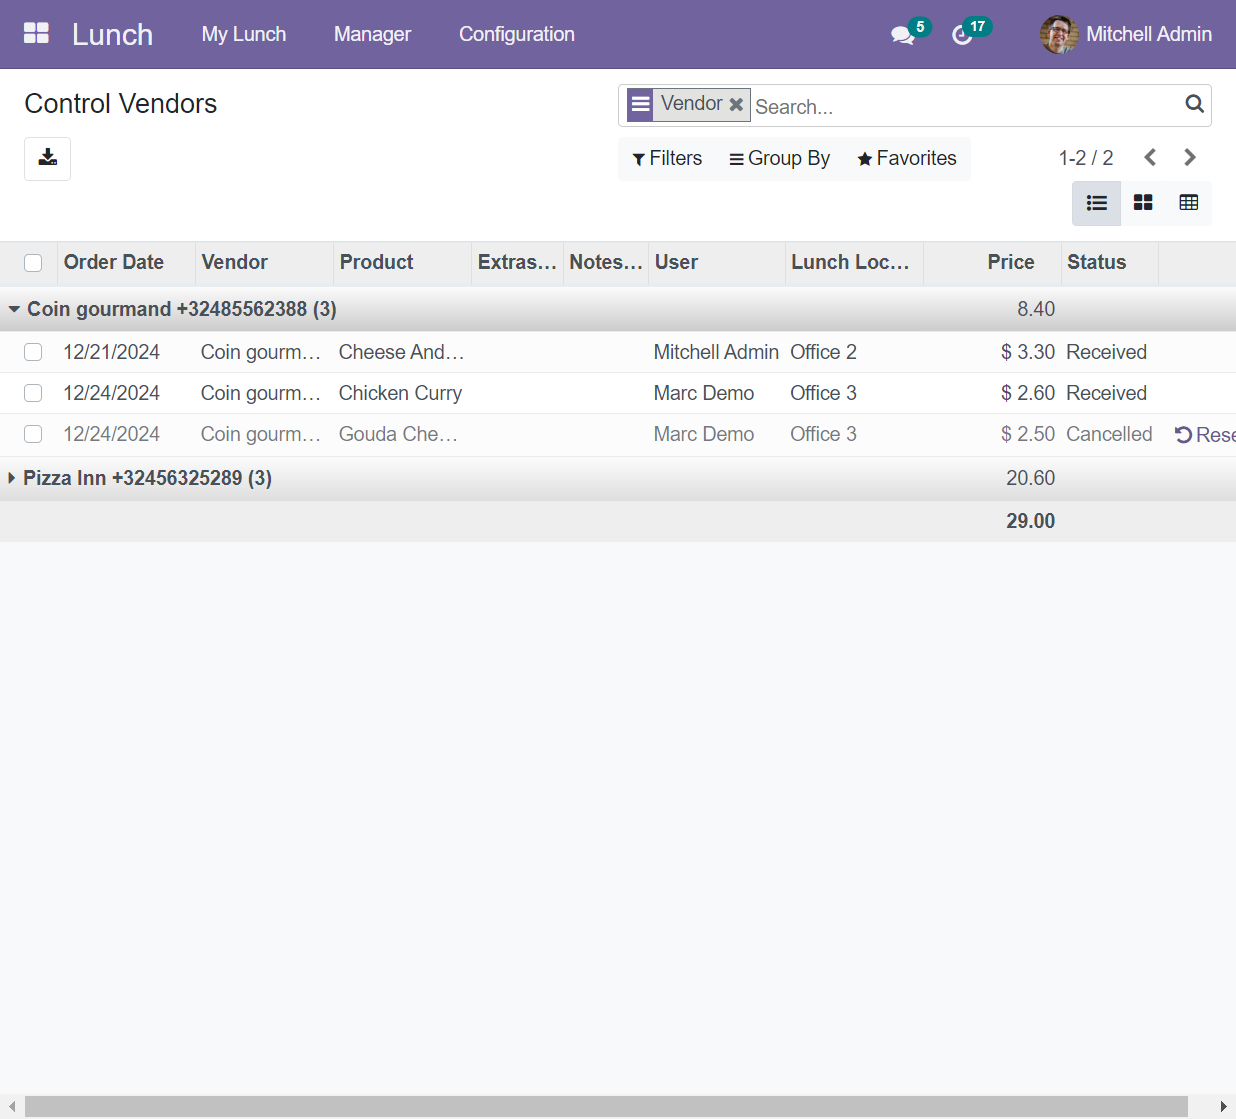 Lunch My Lunch Manager Configuration 5 17 Mitchell Admin
Control Vendors Vendor Search...
Filters Group By Favorites 1-2 / 2
Order Date Vendor Product Extras... Notes... User Lunch Loc... Price Status
Coin gourmand +32485562388 (3) 8.40
12/21/2024 Coin gourm... Cheese And... Mitchell Admin Office 2 $ 3.30 Received
12/24/2024 Coin gourm... Chicken Curry Marc Demo Office 3 $ 2.60 Received
12/24/2024 Coin gourm... Gouda Che... Marc Demo Office 3 $ 2.50 Cancelled Rese
Pizza Inn +32456325289 (3) 20.60
29.00